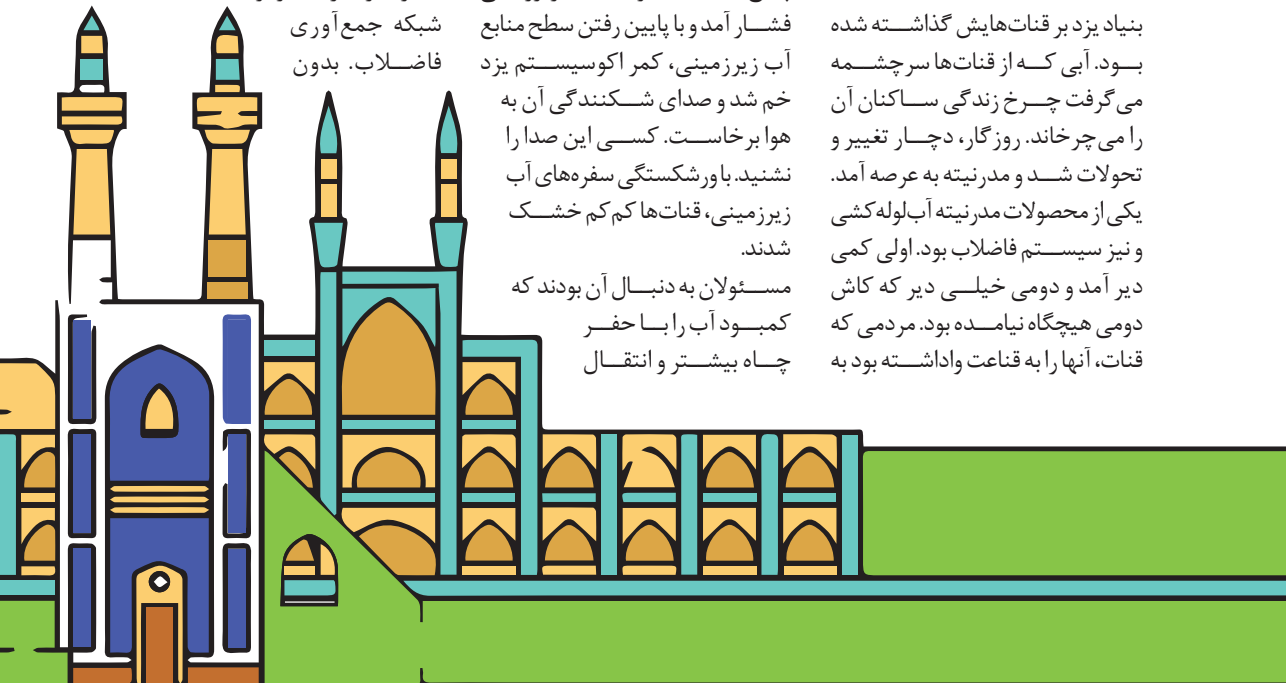 بنیاد یزد بر قنات‌هایش گذاشته شده
بود. آبی که از قنات‌ها سرچشمه
می‌گرفت چرخ زندگی ساکنان آن
را می‌چرخاند. روزگار، دچار تغییر و
تحولات شد و مدرنیته به عرصه آمد.
یکی از محصولات مدرنیته آب‌لوله‌کشی
و نیز سیستم فاضلاب بود. اولی کمی
دیر آمد و دومی خیلی دیر که کاش
دومی هیچگاه نیامده بود. مردمی که
قنات، آنها را به قناعت واداشته بود به
فشار آمد و با پایین رفتن سطح منابع
آب زیرزمینی، کمر اکوسیستم یزد
خم شد و صدای شکنندگی آن به
هوا برخاست. کسی این صدا را
نشنید. با ورشکستگی سفره‌های آب
زیرزمینی، قنات‌ها کم‌کم خشک
شدند.
مسئولان به دنبال آن بودند که
کمبود آب را با حفر
چاه بیشتر و انتقال
شبکه جمع‌آوری
فاضلاب. بدون